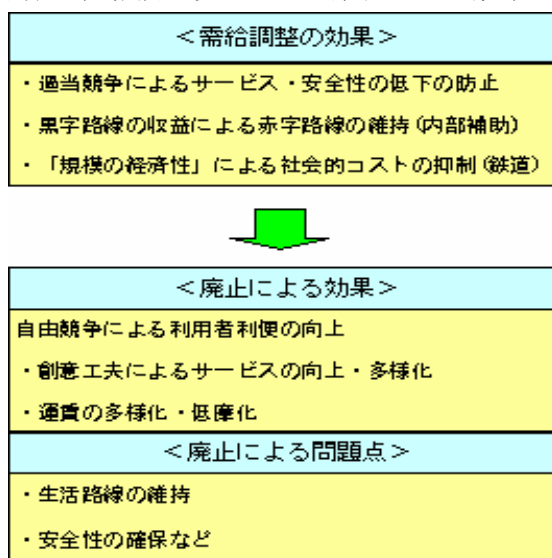 ＜需給調整の効果＞
・過当競争によるサービス・安全性の低下の防止
・黒字路線の収益による赤字路線の維持(内部補助)
・「規模の経済性」による社会的コストの抑制(鉄道)
＜廃止による効果＞
自由競争による利用者利便の向上
・創意工夫によるサービスの向上・多様化
・運賃の多様化・低廉化
＜廃止による問題点＞
・生活路線の維持
・安全性の確保など